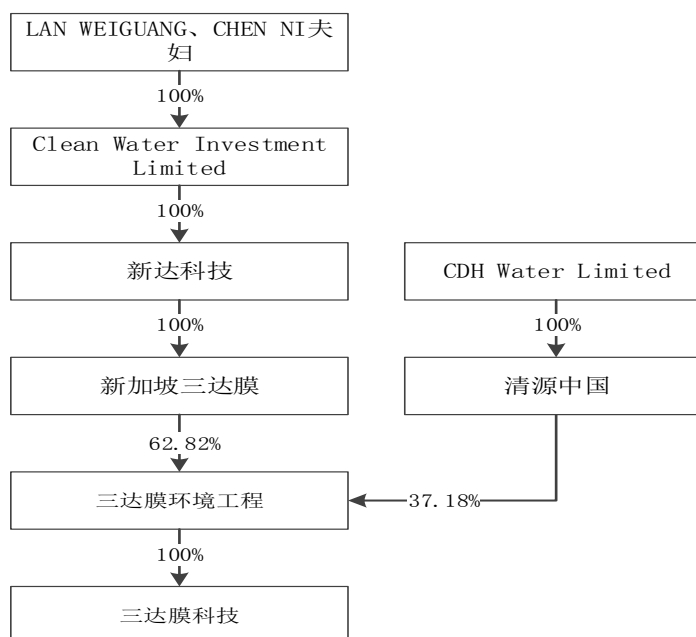 LAN WEIGUANG、CHEN NI夫
妇
100%
Clean Water Investment
Limited
100%
新达科技
CDH Water Limited
100%
100%
新加坡三达膜
清源中国
62.82%
三达膜环境工程
37.18%
100%
三达膜科技